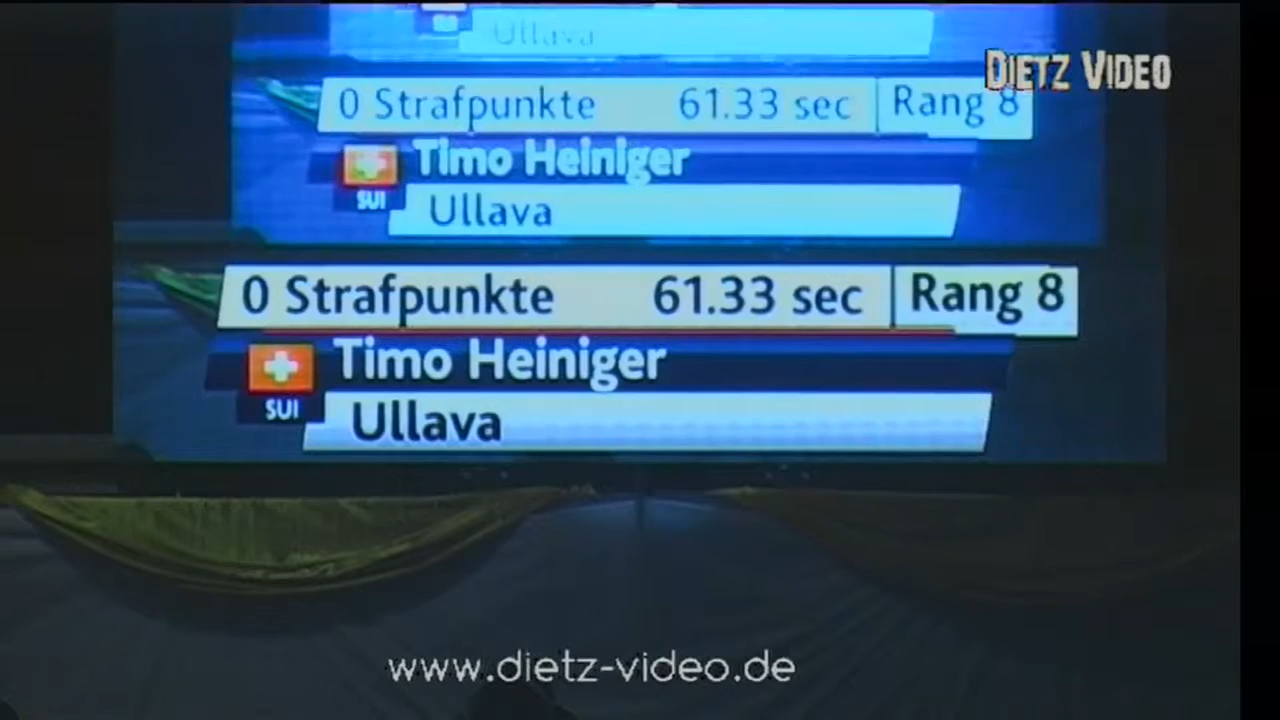 SUI
Ullava
DIETZ VIDEO
0 Strafpunkte 61.33 sec Rang 8
Timo Heiniger
SUI
Ullava
0 Strafpunkte 61.33 sec Rang 8
Timo Heiniger
SUI
Ullava
www.dietz-video.de